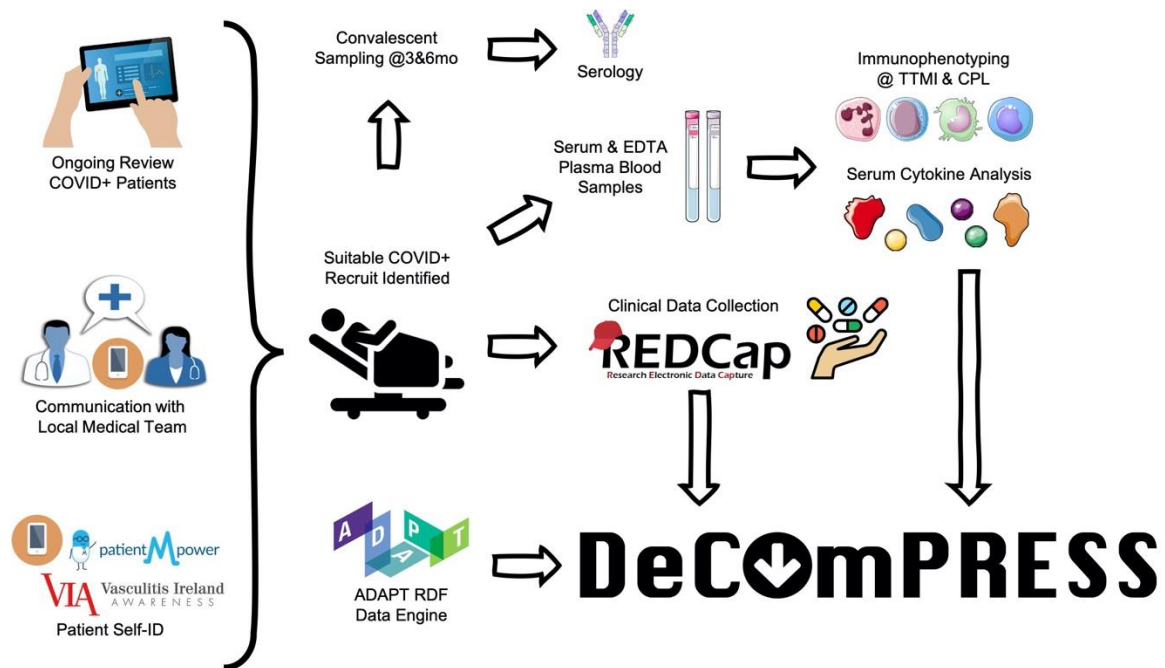 Ongoing Review
COVID+ Patients
Communication with
Local Medical Team
patientMpower
VIA Vasculitis Ireland
AWARENESS
Patient Self-ID
Convalescent
Sampling @3&6mo
Serology
Suitable COVID+
Recruit Identified
Serum & EDTA
Plasma Blood
Samples
Immunophenotyping
@ TTMI & CPL
Serum Cytokine Analysis
Clinical Data Collection
REDCap
Research Electronic Data Capture
ADAPT
ADAPT RDF
Data Engine
DeCOmPRESS